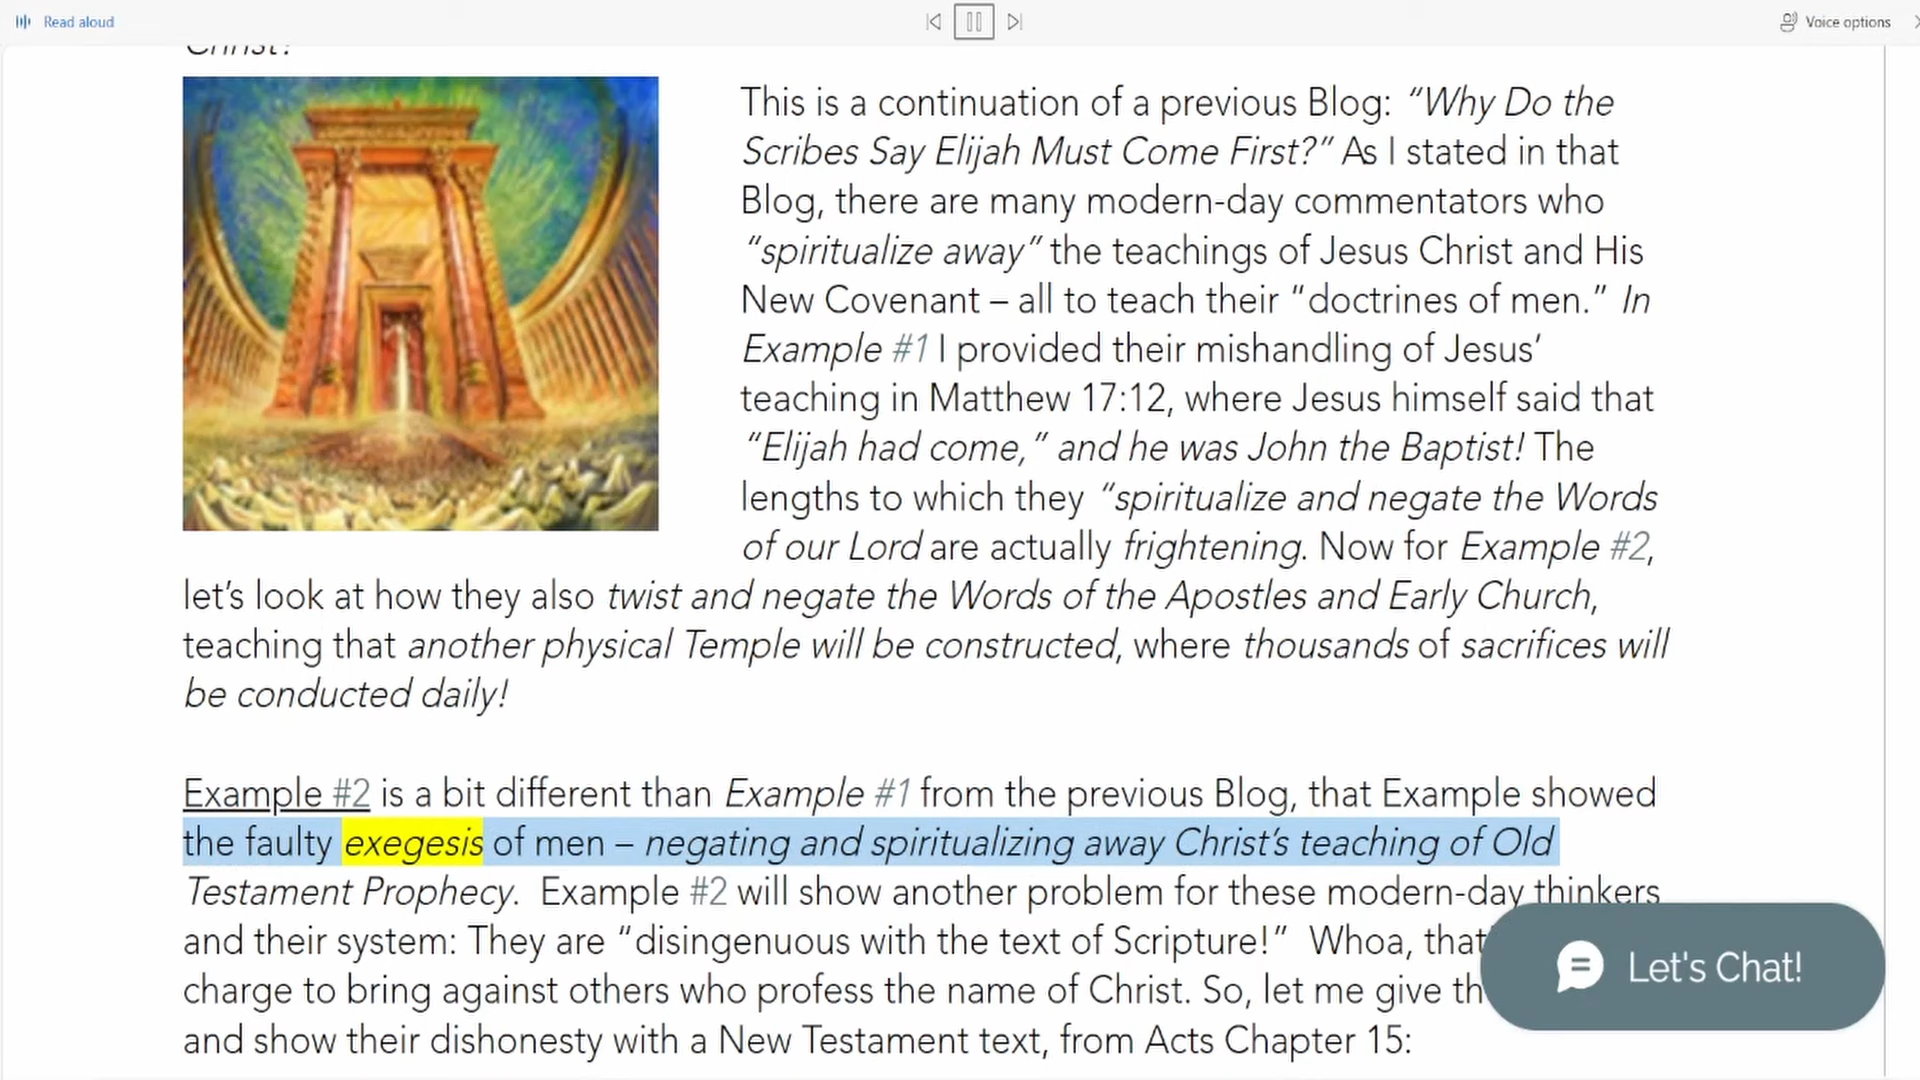 Read aloud
Voice options
Christ?
This is a continuation of a previous Blog: “Why Do the
Scribes Say Elijah Must Come First?” As I stated in that
Blog, there are many modern-day commentators who
“spiritualize away” the teachings of Jesus Christ and His
New Covenant – all to teach their “doctrines of men.” In
Example #1 I provided their mishandling of Jesus’
teaching in Matthew 17:12, where Jesus himself said that
“Elijah had come,” and he was John the Baptist! The
lengths to which they “spiritualize and negate the Words
of our Lord are actually frightening. Now for Example #2,
let’s look at how they also twist and negate the Words of the Apostles and Early Church,
teaching that another physical Temple will be constructed, where thousands of sacrifices will
be conducted daily!
Example #2 is a bit different than Example #1 from the previous Blog, that Example showed
the faulty exegesis of men – negating and spiritualizing away Christ’s teaching of Old
Testament Prophecy. Example #2 will show another problem for these modern-day thinkers
and their system: They are “disingenuous with the text of Scripture!” Whoa,
charge to bring against others who profess the name of Christ. So, let me give
and show their dishonesty with a New Testament text, from Acts Chapter 15:
Let's Chat!